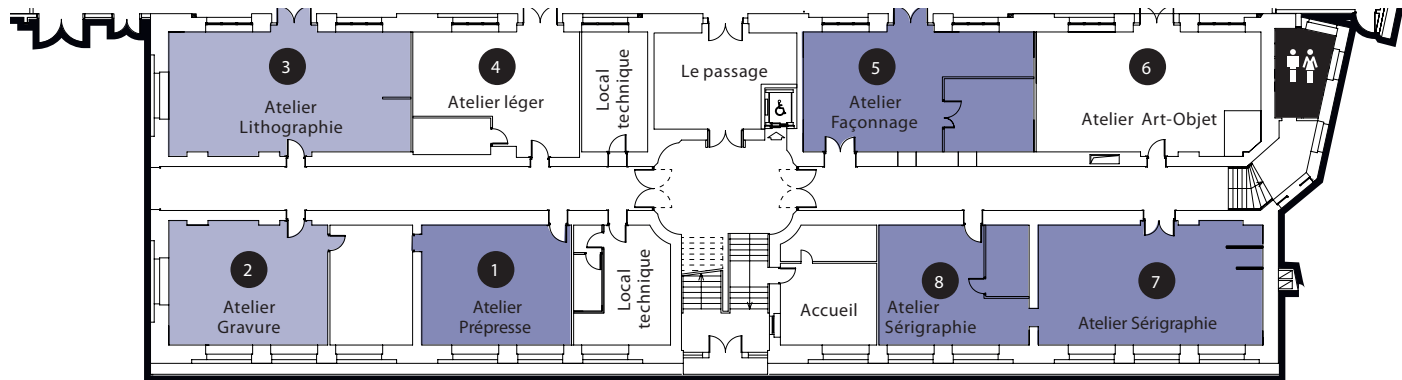 3
Atelier
Lithographie
4
Atelier léger
Local
technique
Le passage
5
Atelier
Façonnage
6
Atelier Art-Objet
2
Atelier
Gravure
1
Atelier
Prépresse
Local
technique
Accueil
8
Atelier
Sérigraphie
7
Atelier Sérigraphie